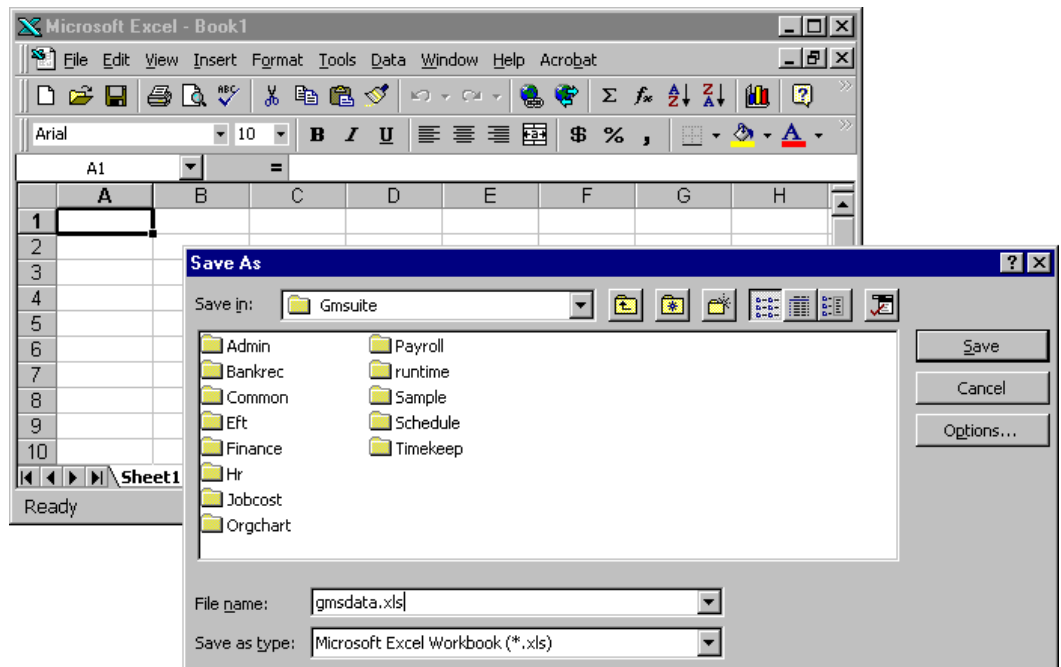 Microsoft Excel - Book1
File Edit View Insert Format Tools Data Window Help Acrobat
ABC Σ fx A Z Z A ? »
Arial 10 B I U a $ % , A »
A1 =
A B C D E F G H
1
2
3
4
5
6
7
8
9
10
Sheet1
Ready
Save As ? X
Save in: Gmsuite
Admin Payroll
Bankrec runtime
Common Sample
Eft Schedule
Finance Timekeep
Hr
Jobcost
Orgchart
Save
Cancel
Options...
File name: gmsdata.xls
Save as type: Microsoft Excel Workbook (*.xls)